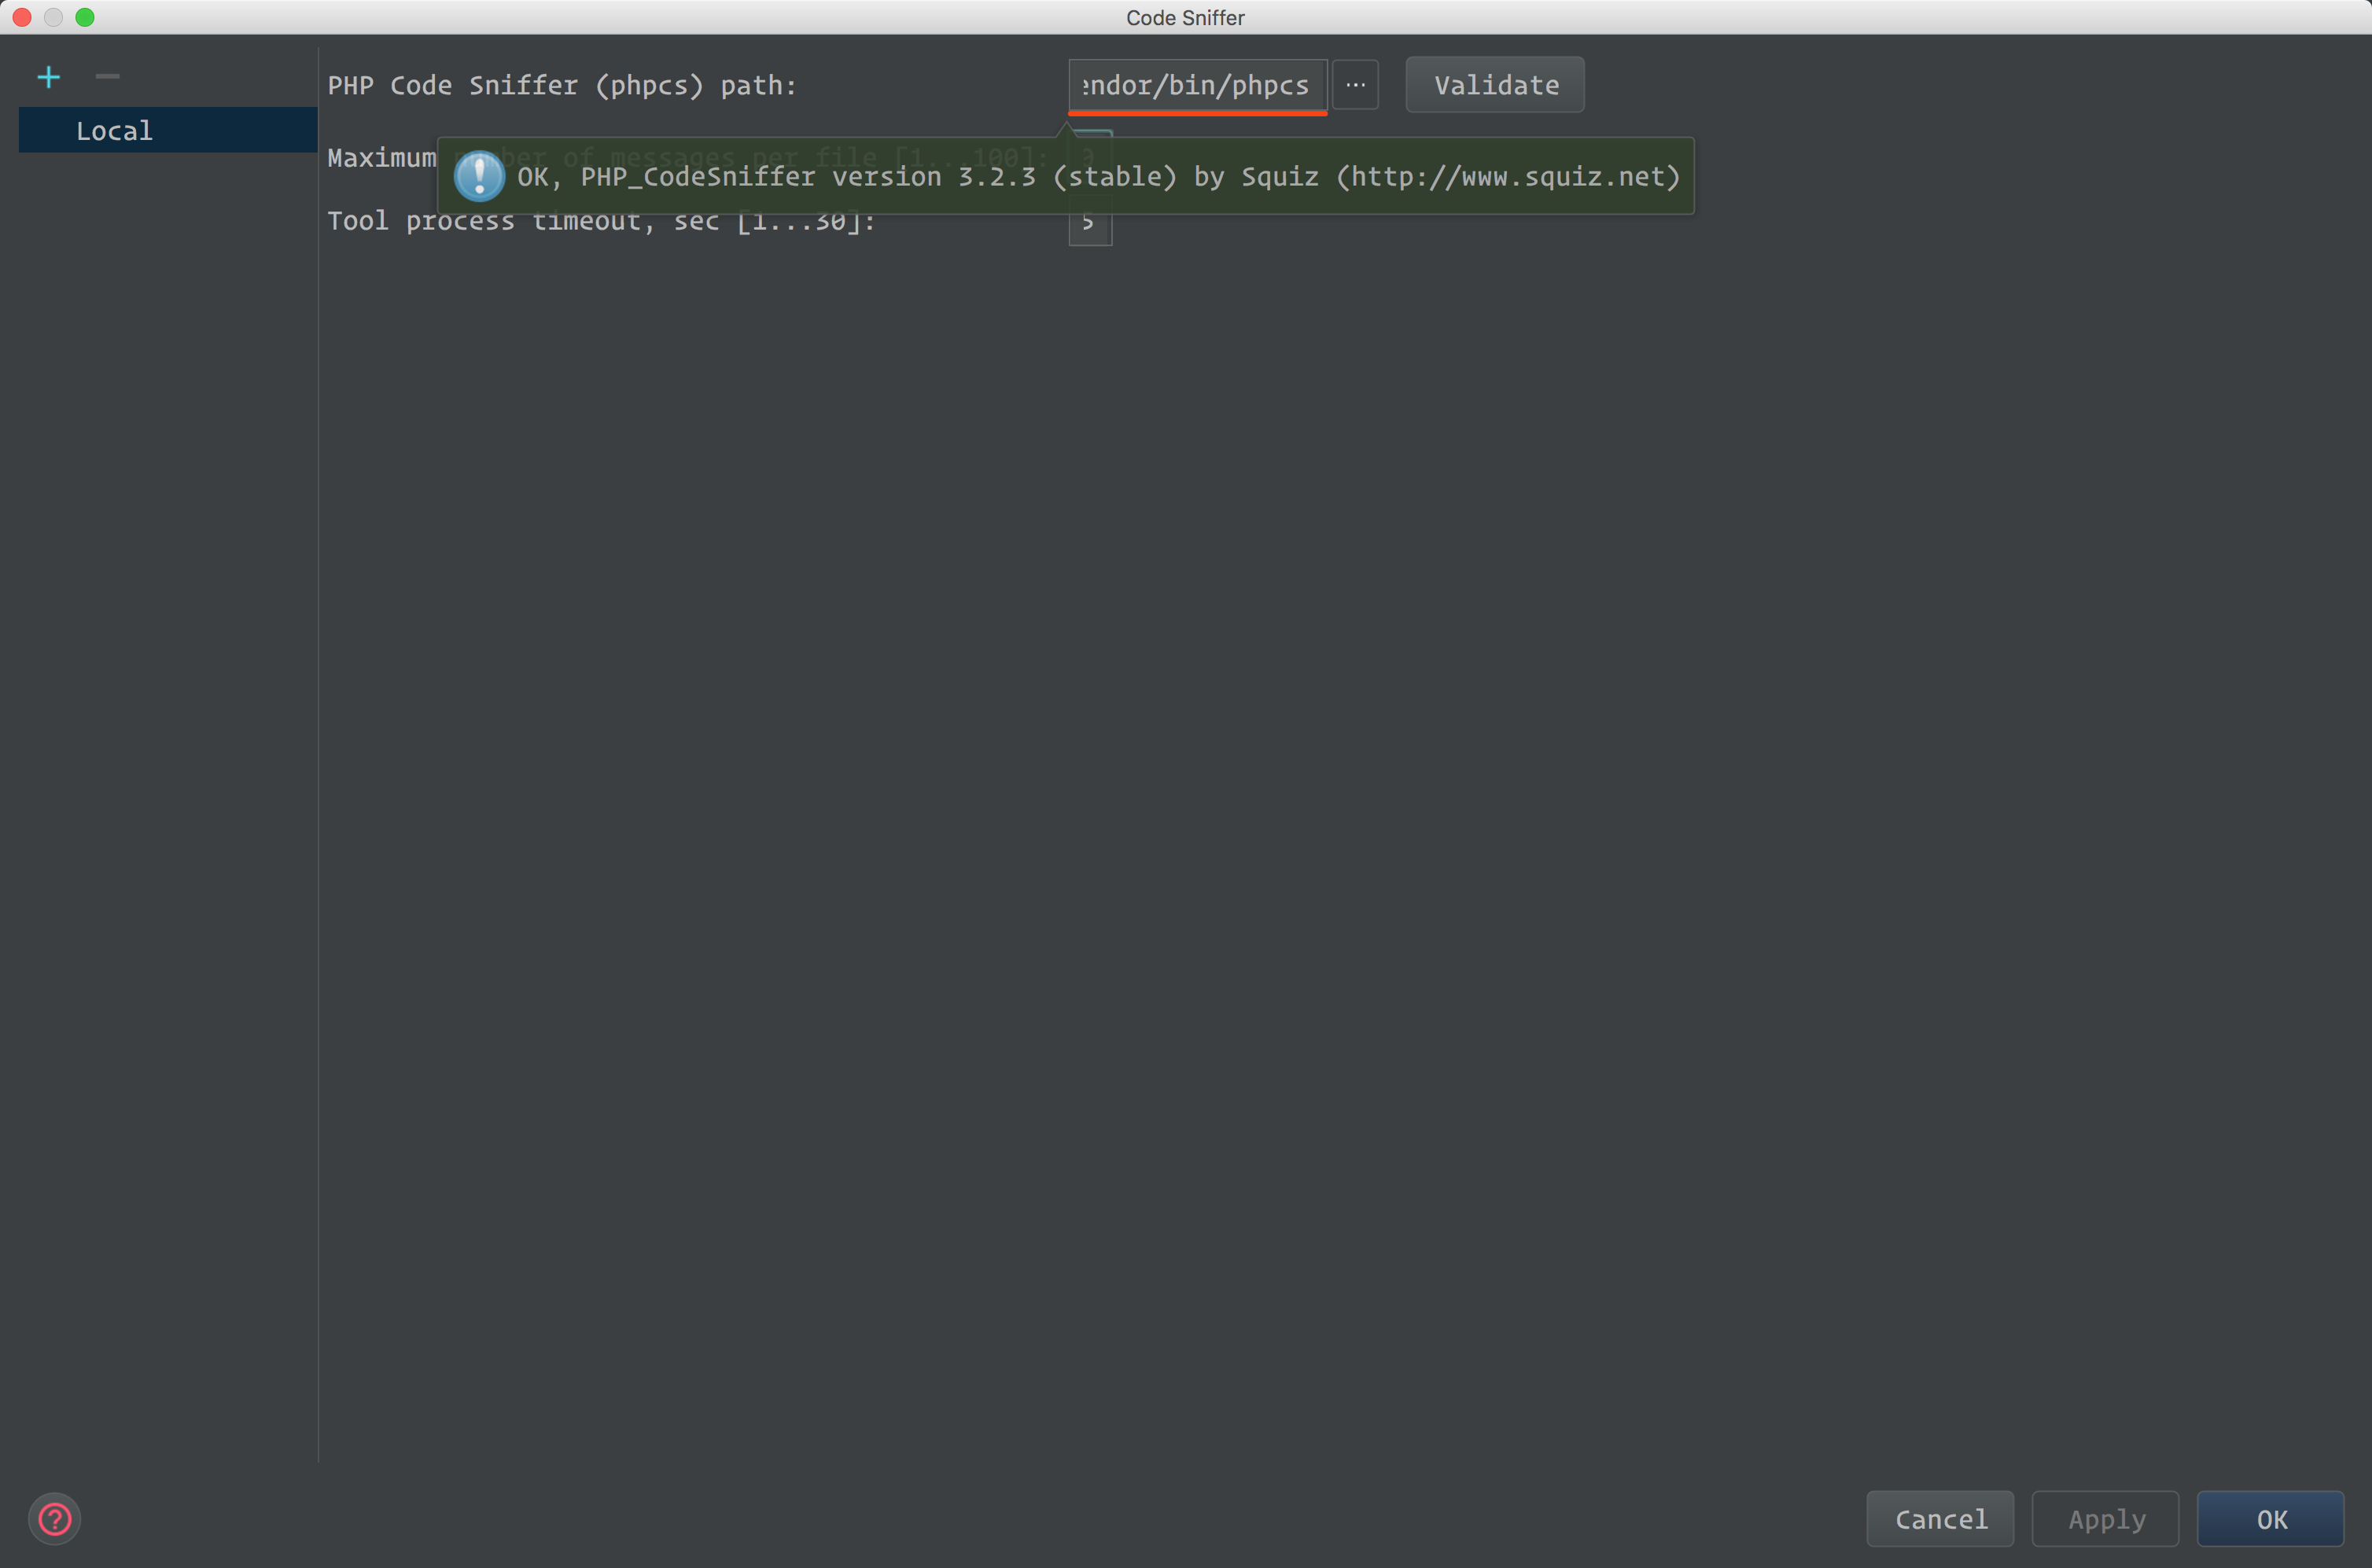 Code Sniffer
PHP Code Sniffer (phpcs) path:
endor/bin/phpcs
...
Validate
Local
Maximum number of messages per file [1...100]:
OK, PHP_CodeSniffer version 3.2.3 (stable) by Squiz (http://www.squiz.net)
Tool process timeout, sec [1...30]:
5
Cancel
Apply
OK